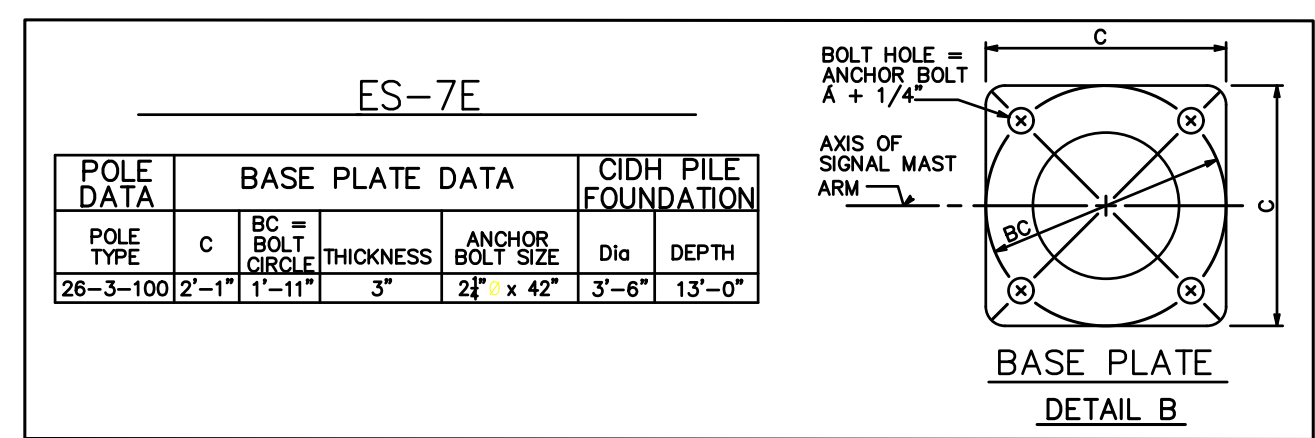 ES-7E
POLE DATA
BASE PLATE DATA
CIDH PILE FOUNDATION
POLE TYPE
C
BC = BOLT CIRCLE
THICKNESS
ANCHOR BOLT SIZE
Dia
DEPTH
26-3-100 2'-1" 1'-11" 3" Ø x 42" 3'-6" 13'-0"
BOLT HOLE =
ANCHOR BOLT
Á + 1/4"
AXIS OF
SIGNAL MAST
ARM
C
BC
C
BASE PLATE
DETAIL B